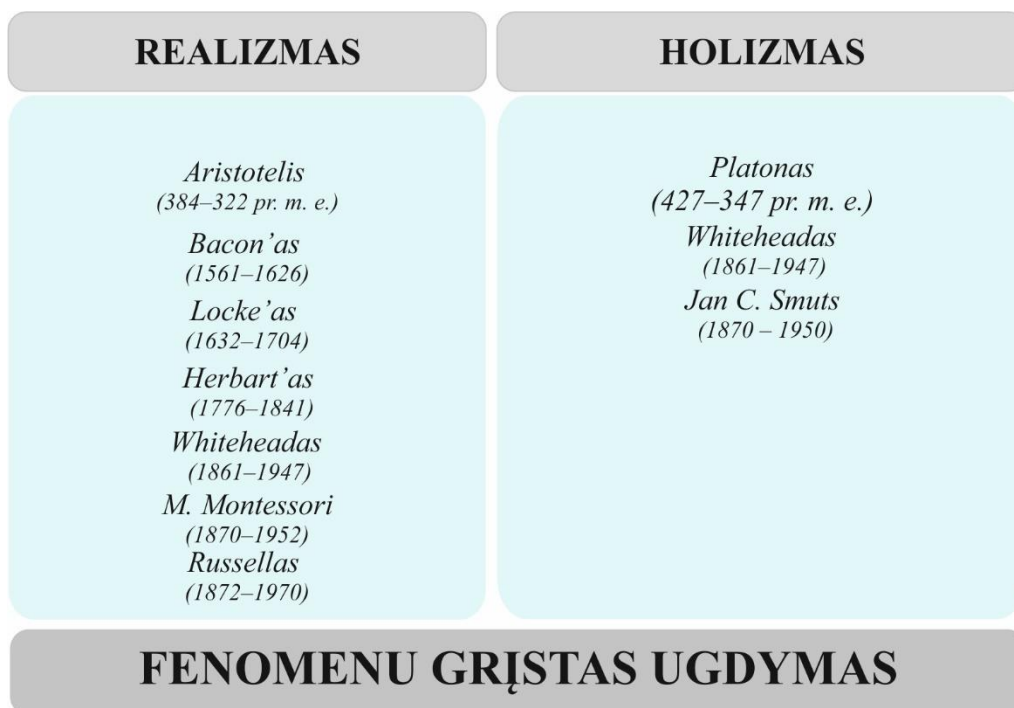 REALIZMAS
Aristotelis
(384–322 pr. m. e.)
Bacon’as
(1561–1626)
Locke’as
(1632–1704)
Herbart’as
(1776–1841)
Whiteheadas
(1861–1947)
M. Montessori
(1870–1952)
Russellas
(1872–1970)
HOLIZMAS
Platonas
(427–347 pr. m. e.)
Whiteheadas
(1861–1947)
Jan C. Smuts
(1870 – 1950)
FENOMENU GRĮSTAS UGDYMAS